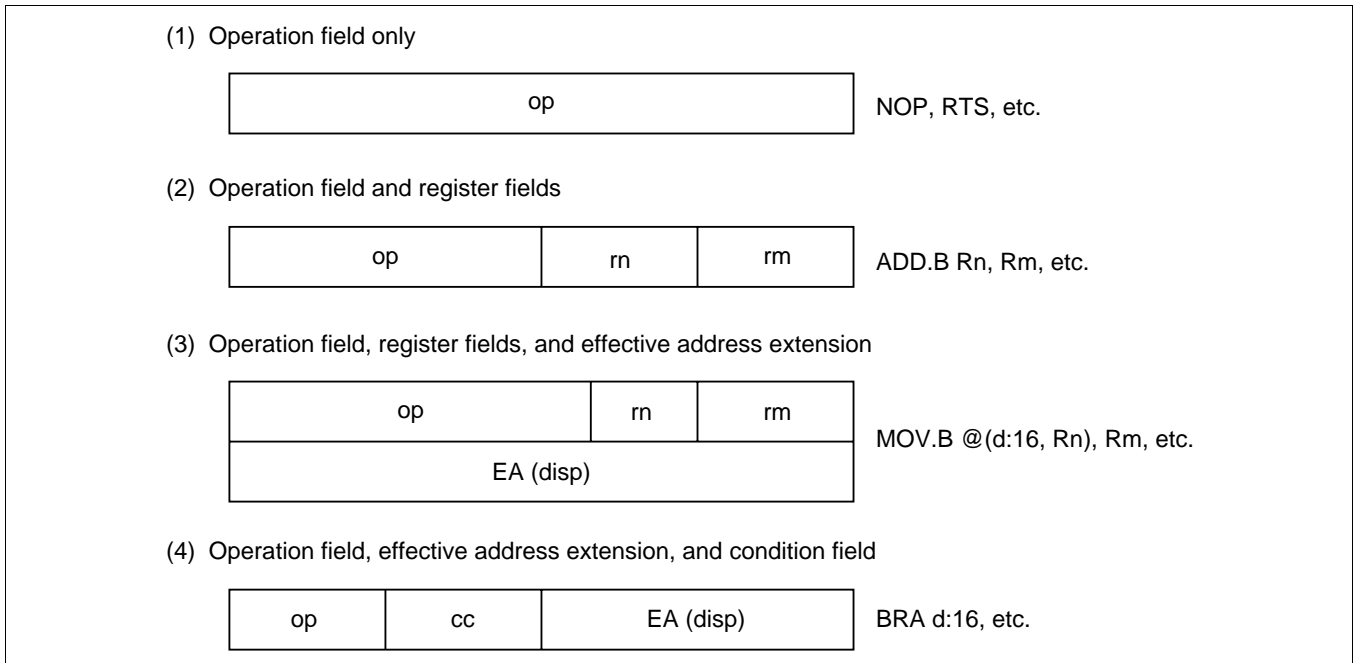 (1) Operation field only
op
NOP, RTS, etc.
(2) Operation field and register fields
op rn rm
ADD.B Rn, Rm, etc.
(3) Operation field, register fields, and effective address extension
op rn rm
EA (disp)
MOV.B @(d:16, Rn), Rm, etc.
(4) Operation field, effective address extension, and condition field
op cc EA (disp)
BRA d:16, etc.